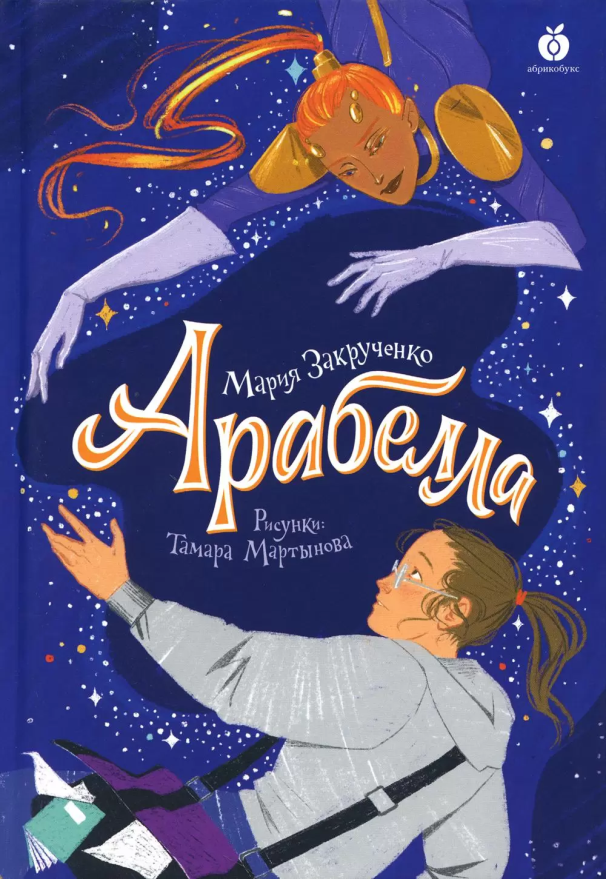 абрикобукс
Мария Закрученко
Арабелла
Рисунки:
Тамара Мартынова